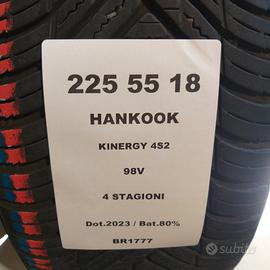 225 55 18
HANKOOK
KINERGY 4S2
98V
4 STAGIONI
Dot.2023 / Bat.80%
BR1777
subito